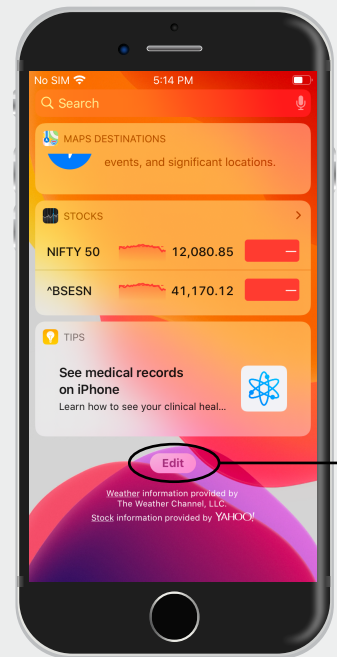 No SIM 5:14 PM
Search
MAPS DESTINATIONS
events, and significant locations.
STOCKS
NIFTY 50 12,080.85 –
^BSESN 41,170.12 –
TIPS
See medical records
on iPhone
Learn how to see your clinical heal...
Edit
Weather information provided by
The Weather Channel, LLC.
Stock information provided by YAHOO!